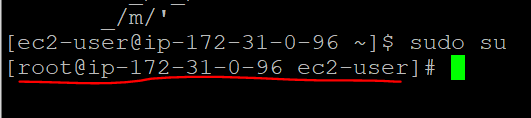 _/m/'
[ec2-user@ip-172-31-0-96 ~]$ sudo su
[root@ip-172-31-0-96 ec2-user]#